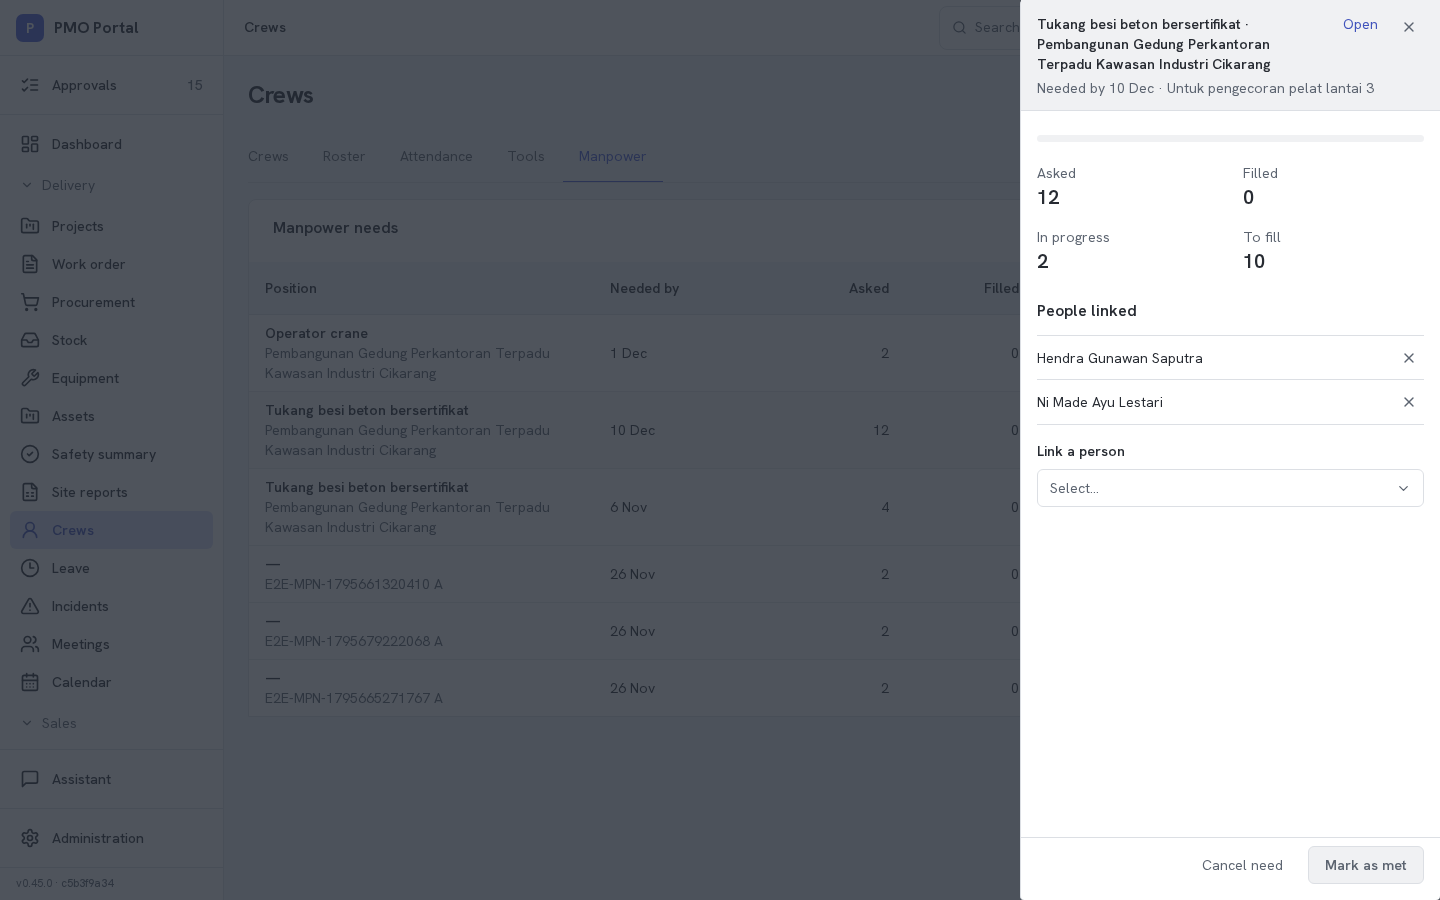 P PMO Portal
Approvals 15
Dashboard
Delivery
Projects
Work order
Procurement
Stock
Equipment
Assets
Safety summary
Site reports
Crews
Leave
Incidents
Meetings
Calendar
Sales
Assistant
Administration
v0.45.0 · c5b3f9a34
Crews
Search
Crews
Crews Roster Attendance Tools Manpower
Manpower needs
Position Needed by Asked Filled
Operator crane
Pembangunan Gedung Perkantoran Terpadu
Kawasan Industri Cikarang
1 Dec 2 0
Tukang besi beton bersertifikat
Pembangunan Gedung Perkantoran Terpadu
Kawasan Industri Cikarang
10 Dec 12 0
Tukang besi beton bersertifikat
Pembangunan Gedung Perkantoran Terpadu
Kawasan Industri Cikarang
6 Nov 4 0
—
E2E-MPN-1795661320410 A
26 Nov 2 0
—
E2E-MPN-1795679222068 A
26 Nov 2 0
—
E2E-MPN-1795665271767 A
26 Nov 2 0
Tukang besi beton bersertifikat ·
Pembangunan Gedung Perkantoran
Terpadu Kawasan Industri Cikarang
Open
Needed by 10 Dec · Untuk pengecoran pelat lantai 3
Asked Filled
12 0
In progress To fill
2 10
People linked
Hendra Gunawan Saputra
Ni Made Ayu Lestari
Link a person
Select...
Cancel need Mark as met